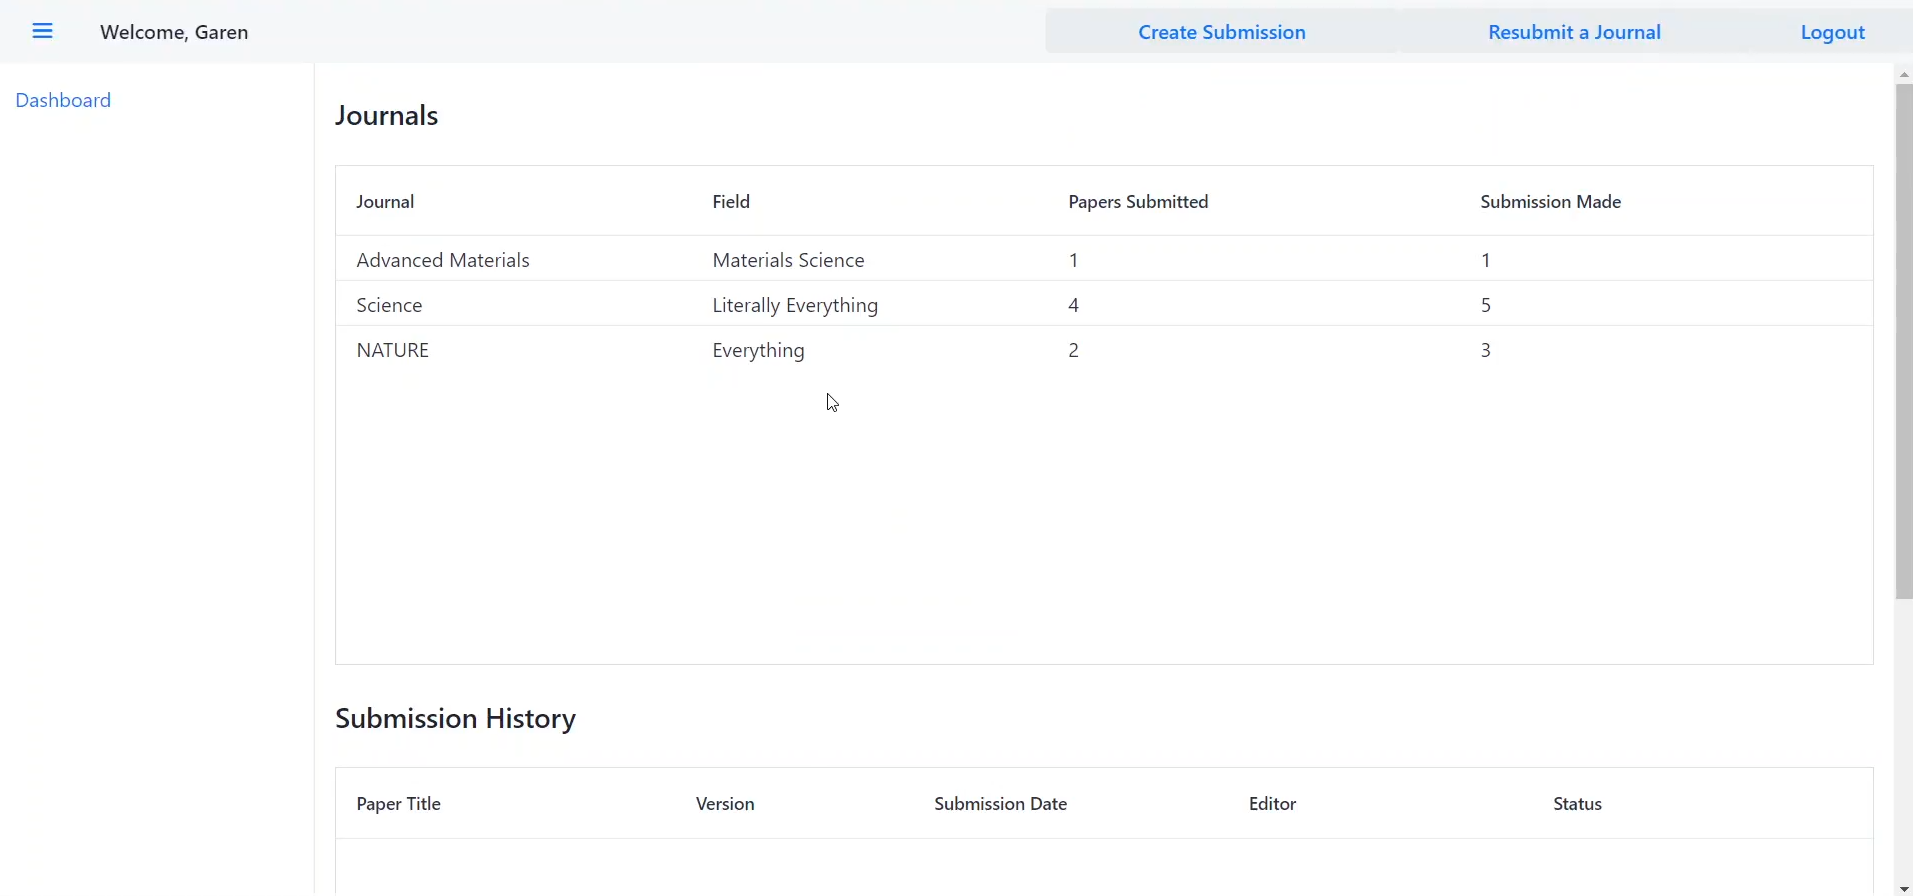 Welcome, Garen Create Submission Resubmit a Journal Logout
Dashboard
Journals
Journal Field Papers Submitted Submission Made
Advanced Materials Materials Science 1 1
Science Literally Everything 4 5
NATURE Everything 2 3
Submission History
Paper Title Version Submission Date Editor Status